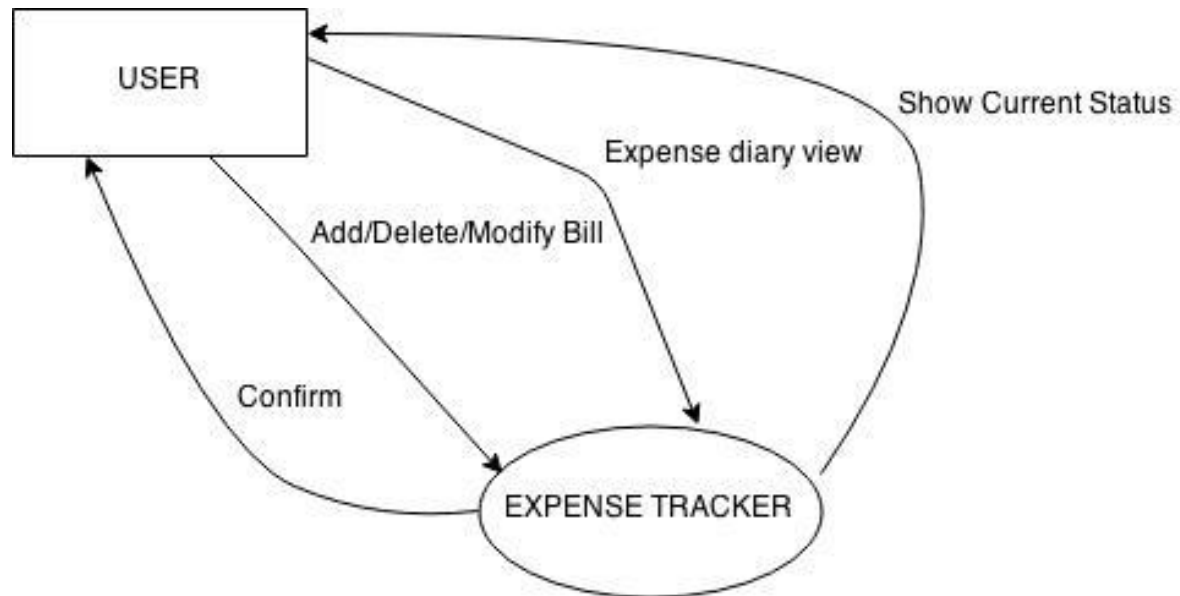 USER
Show Current Status
Expense diary view
Add/Delete/Modify Bill
Confirm
EXPENSE TRACKER